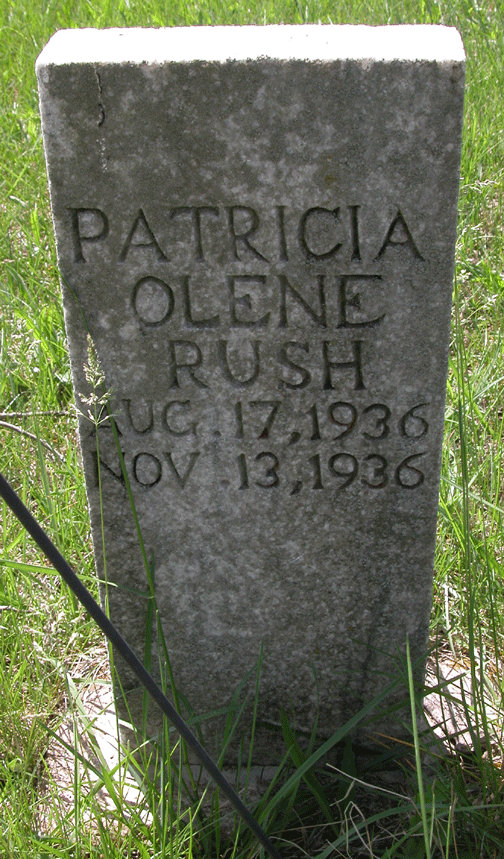 PATRICIA
OLENE
RUSH
AUG. 17, 1936
NOV. 13, 1936